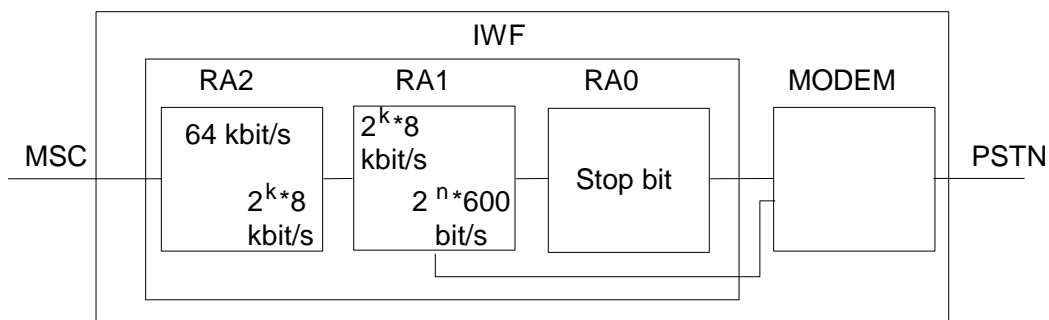 IWF
RA2 RA1 RA0 MODEM
MSC
64 kbit/s
2^k*8
kbit/s
2^k*8
kbit/s
2^n*600
bit/s
Stop bit
PSTN